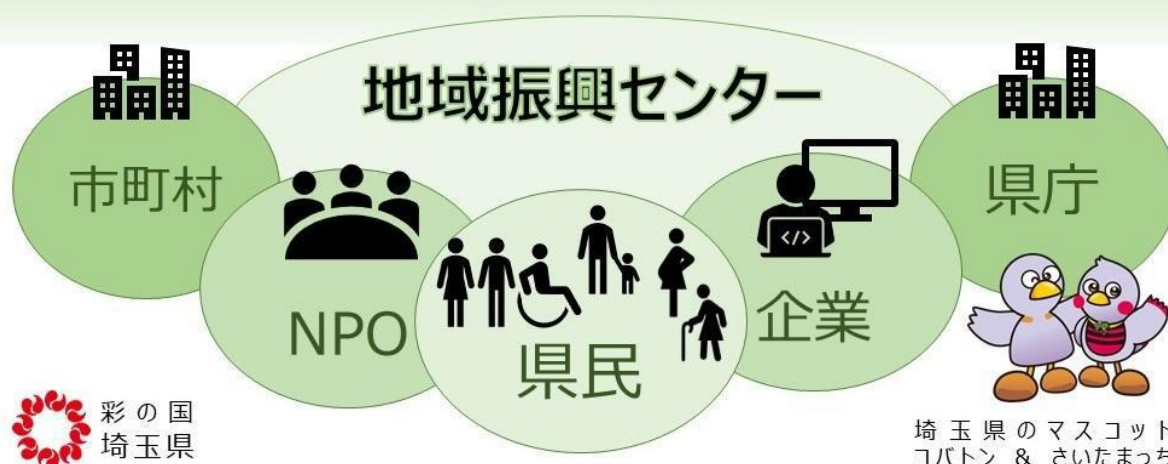 地域振興センター
市町村
県庁
NPO
県民
企業
</>
彩の国
埼玉県
埼玉県のマスコット
コバトン & さいたまっち